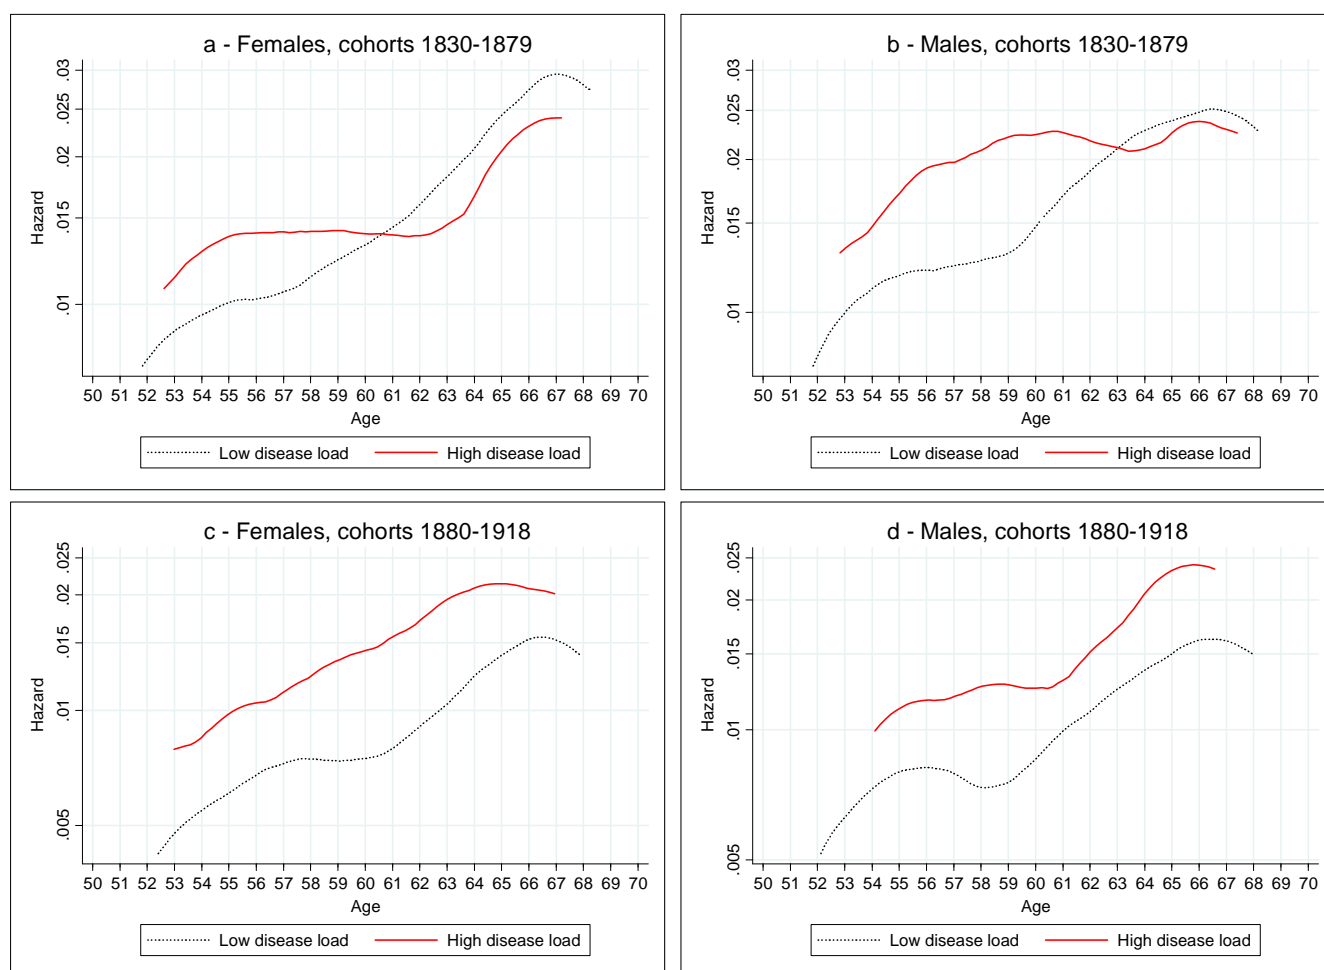 a - Females, cohorts 1830-1879
.03
.025
.02
.015
.01
Hazard
50 51 52 53 54 55 56 57 58 59 60 61 62 63 64 65 66 67 68 69 70
Age
Low disease load High disease load
b - Males, cohorts 1830-1879
.03
.025
.02
.015
.01
Hazard
50 51 52 53 54 55 56 57 58 59 60 61 62 63 64 65 66 67 68 69 70
Age
Low disease load High disease load
c - Females, cohorts 1880-1918
.025
.02
.015
.01
.005
Hazard
50 51 52 53 54 55 56 57 58 59 60 61 62 63 64 65 66 67 68 69 70
Age
Low disease load High disease load
d - Males, cohorts 1880-1918
.025
.02
.015
.01
.005
Hazard
50 51 52 53 54 55 56 57 58 59 60 61 62 63 64 65 66 67 68 69 70
Age
Low disease load High disease load